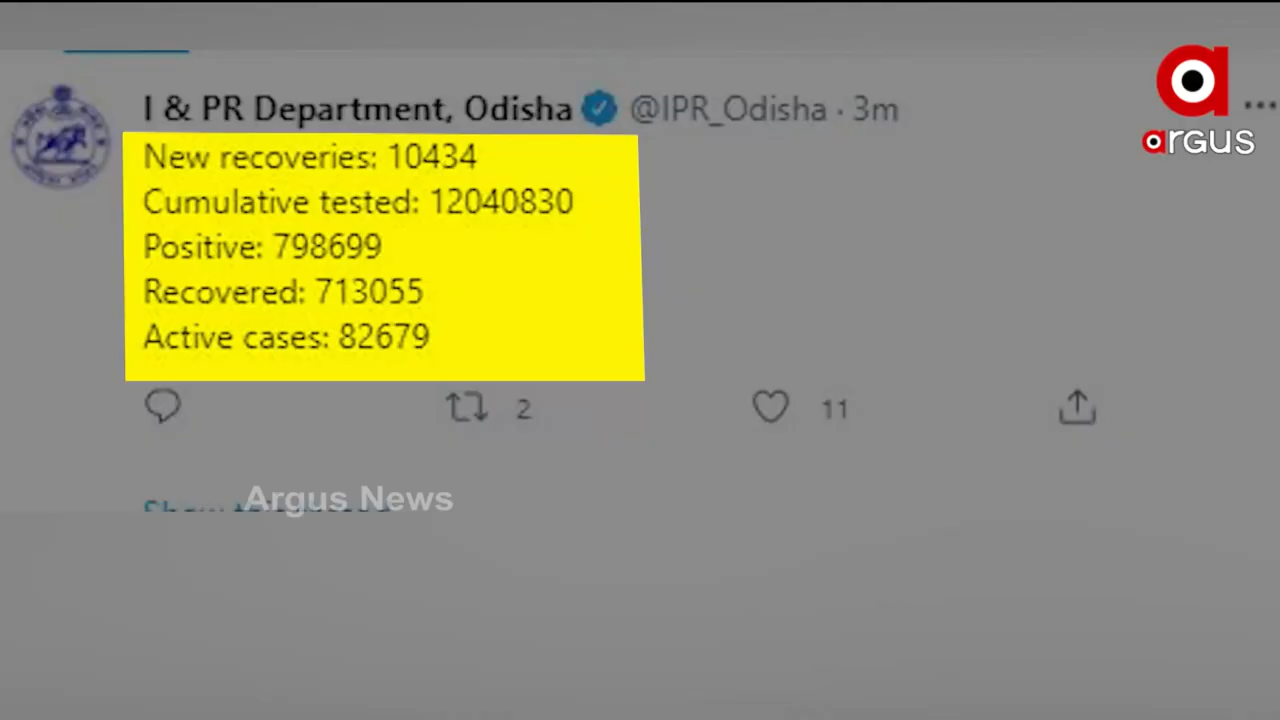 I & PR Department, Odisha @IPR_Odisha · 3m
New recoveries: 10434
Cumulative tested: 12040830
Positive: 798699
Recovered: 713055
Active cases: 82679
2
11
Argus News
argus